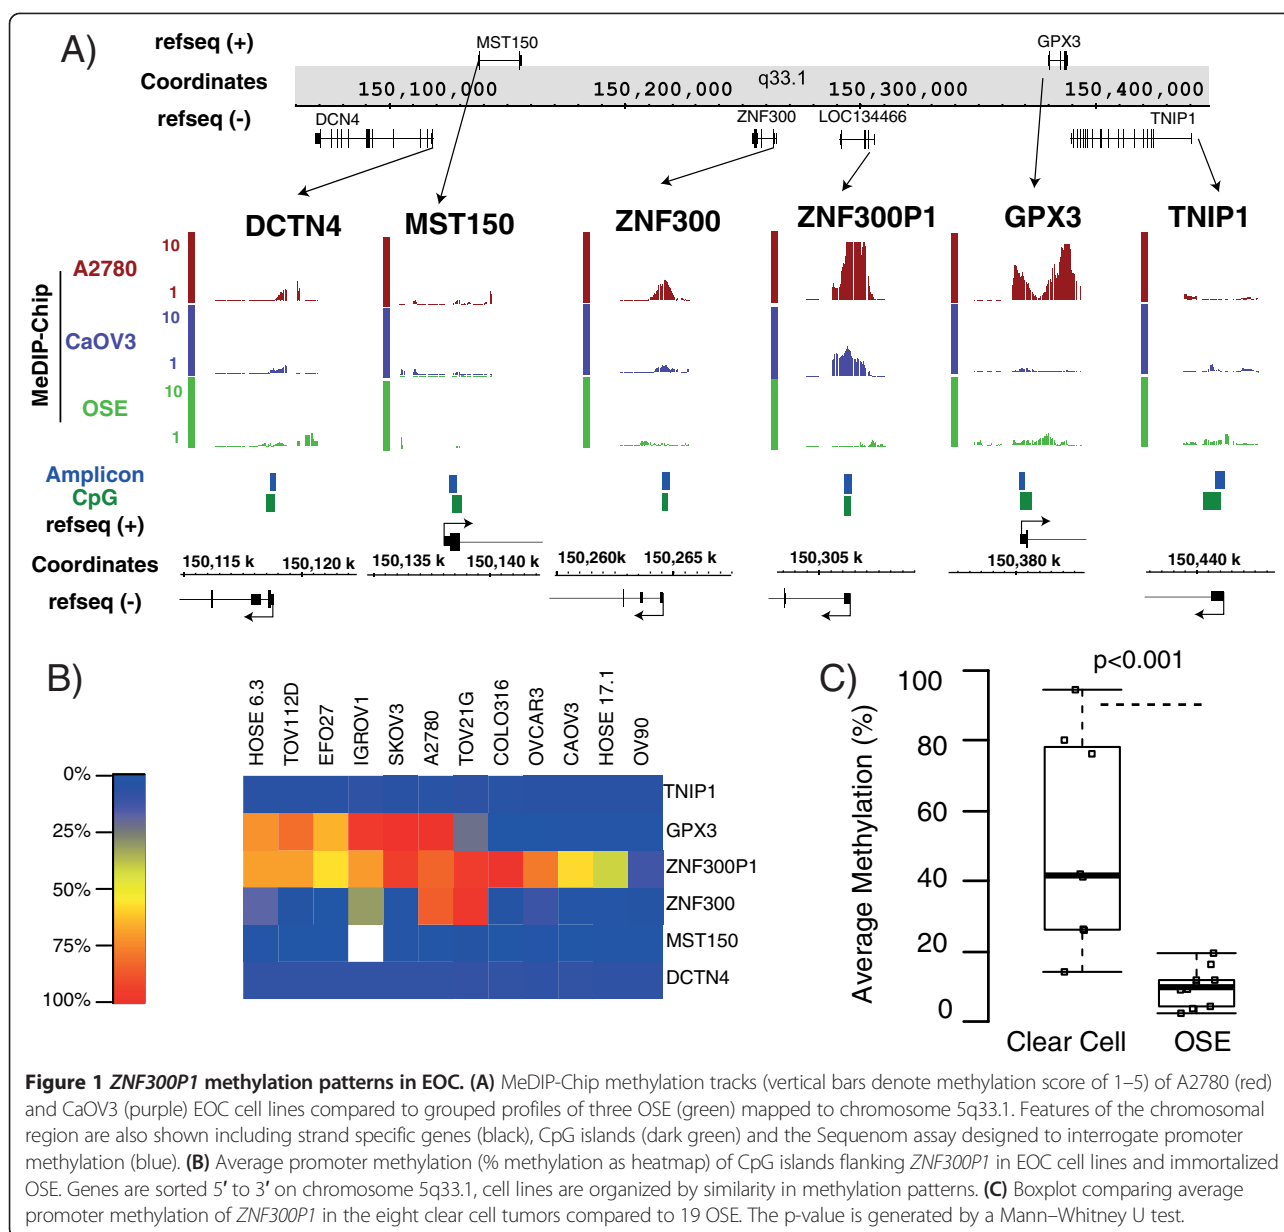 A)
refseq (+)
MST150
GPX3
Coordinates
q33.1
150,100,000
150,200,000
150,300,000
150,400,000
refseq (-)
DCN4
ZNF300
LOC134466
TNIP1
DCTN4
MST150
ZNF300
ZNF300P1
GPX3
TNIP1
MeDIP-Chip
A2780
10
1
CaOV3
10
1
OSE
10
1
Amplicon
CpG
refseq (+)
Coordinates
150,115 k
150,120 k
150,135 k
150,140 k
150,260k
150,265 k
150,305 k
150,380 k
150,440 k
refseq (-)
B)
HOSE 6.3
TOV112D
EFO27
IGROV1
SKOV3
A2780
TOV21G
COLO316
OVCAR3
CAOV3
HOSE 17.1
OV90
0%
25%
50%
75%
100%
TNIP1
GPX3
ZNF300P1
ZNF300
MST150
DCTN4
C)
p<0.001
Average Methylation (%)
100
80
60
40
20
0
Clear Cell
OSE
Figure 1 ZNF300P1 methylation patterns in EOC. (A) MeDIP-Chip methylation tracks (vertical bars denote methylation score of 1–5) of A2780 (red)
and CaOV3 (purple) EOC cell lines compared to grouped profiles of three OSE (green) mapped to chromosome 5q33.1. Features of the chromosomal
region are also shown including strand specific genes (black), CpG islands (dark green) and the Sequenom assay designed to interrogate promoter
methylation (blue). (B) Average promoter methylation (% methylation as heatmap) of CpG islands flanking ZNF300P1 in EOC cell lines and immortalized
OSE. Genes are sorted 5′ to 3′ on chromosome 5q33.1, cell lines are organized by similarity in methylation patterns. (C) Boxplot comparing average
promoter methylation of ZNF300P1 in the eight clear cell tumors compared to 19 OSE. The p-value is generated by a Mann–Whitney U test.